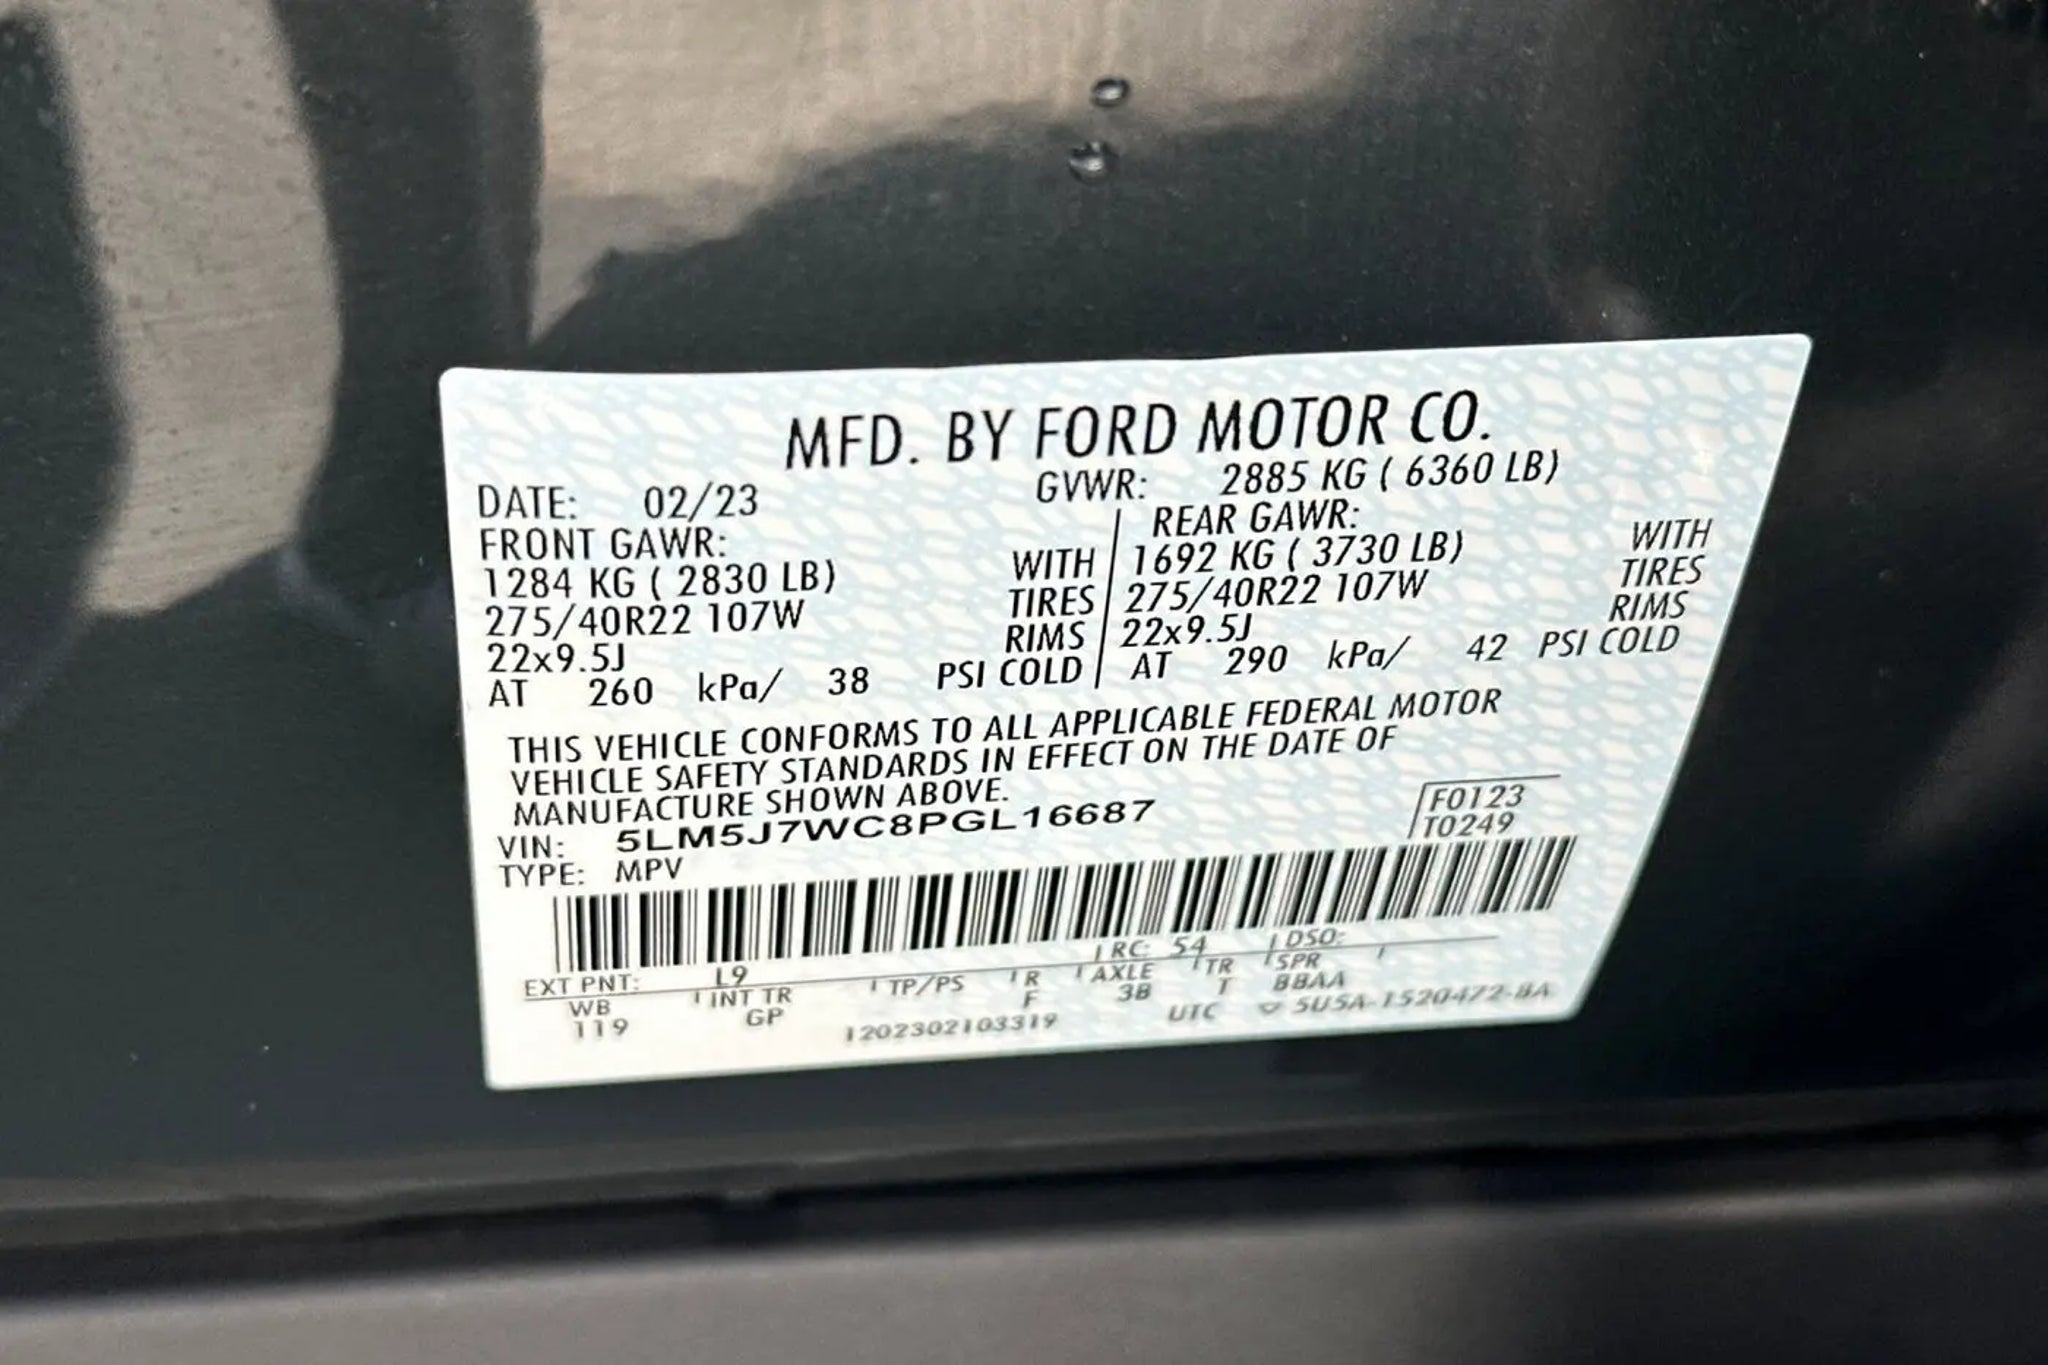 MFD. BY FORD MOTOR CO.
DATE: 02/23 GVWR: 2885 KG ( 6360 LB)
FRONT GAWR: REAR GAWR:
1284 KG ( 2830 LB) WITH 1692 KG ( 3730 LB) WITH
275/40R22 107W TIRES 275/40R22 107W TIRES
22x9.5J RIMS 22x9.5J RIMS
AT 260 kPa/ 38 PSI COLD AT 290 kPa/ 42 PSI COLD
THIS VEHICLE CONFORMS TO ALL APPLICABLE FEDERAL MOTOR
VEHICLE SAFETY STANDARDS IN EFFECT ON THE DATE OF
MANUFACTURE SHOWN ABOVE.
VIN: 5LM5J7WC8PGL16687 F0123
TYPE: MPV T0249
EXT PNT: L9 RC: 54 DSO:
WB INT TR TP/PS R AXLE TR SPR
119 GP F 3B T BBAA
1202302103319 UTC 5U5A-1520472-BA